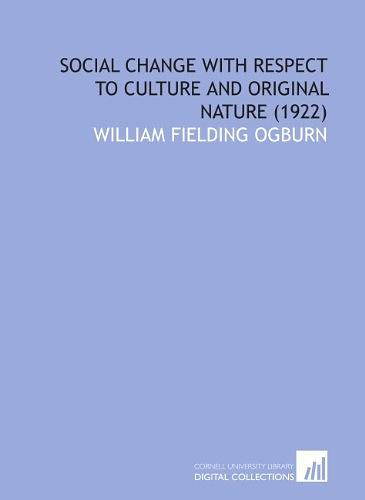 SOCIAL CHANGE WITH RESPECT
TO CULTURE AND ORIGINAL
NATURE (1922)
WILLIAM FIELDING OGBURN
CORNELL UNIVERSITY LIBRARY
DIGITAL COLLECTIONS